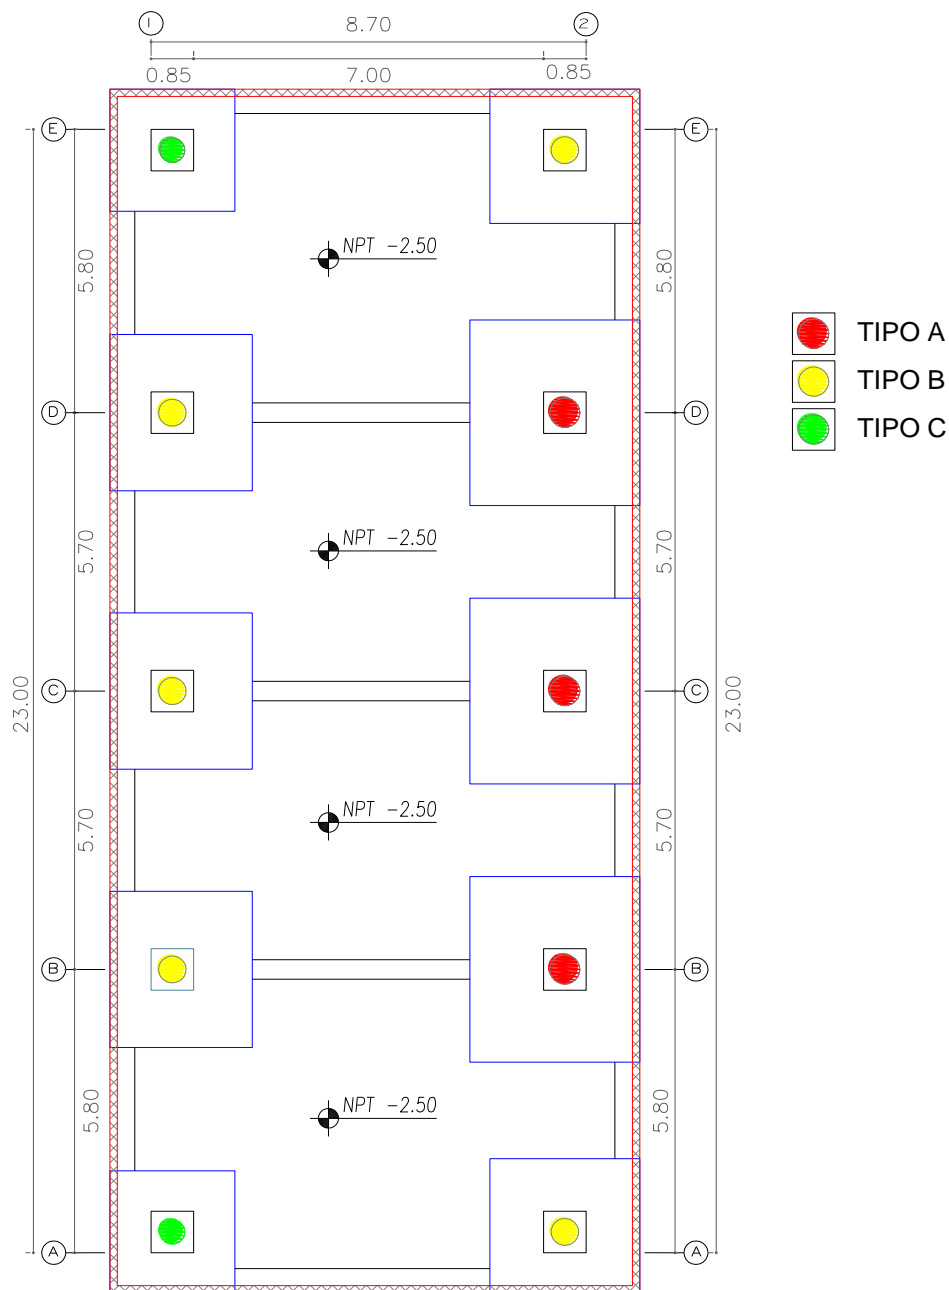 1 8.70 2
0.85 7.00 0.85
E E
NPT -2.50
5.80 5.80
TIPO A
TIPO B
TIPO C
D D
NPT -2.50
5.70 5.70
C C
23.00 23.00
NPT -2.50
5.70 5.70
B B
NPT -2.50
5.80 5.80
A A